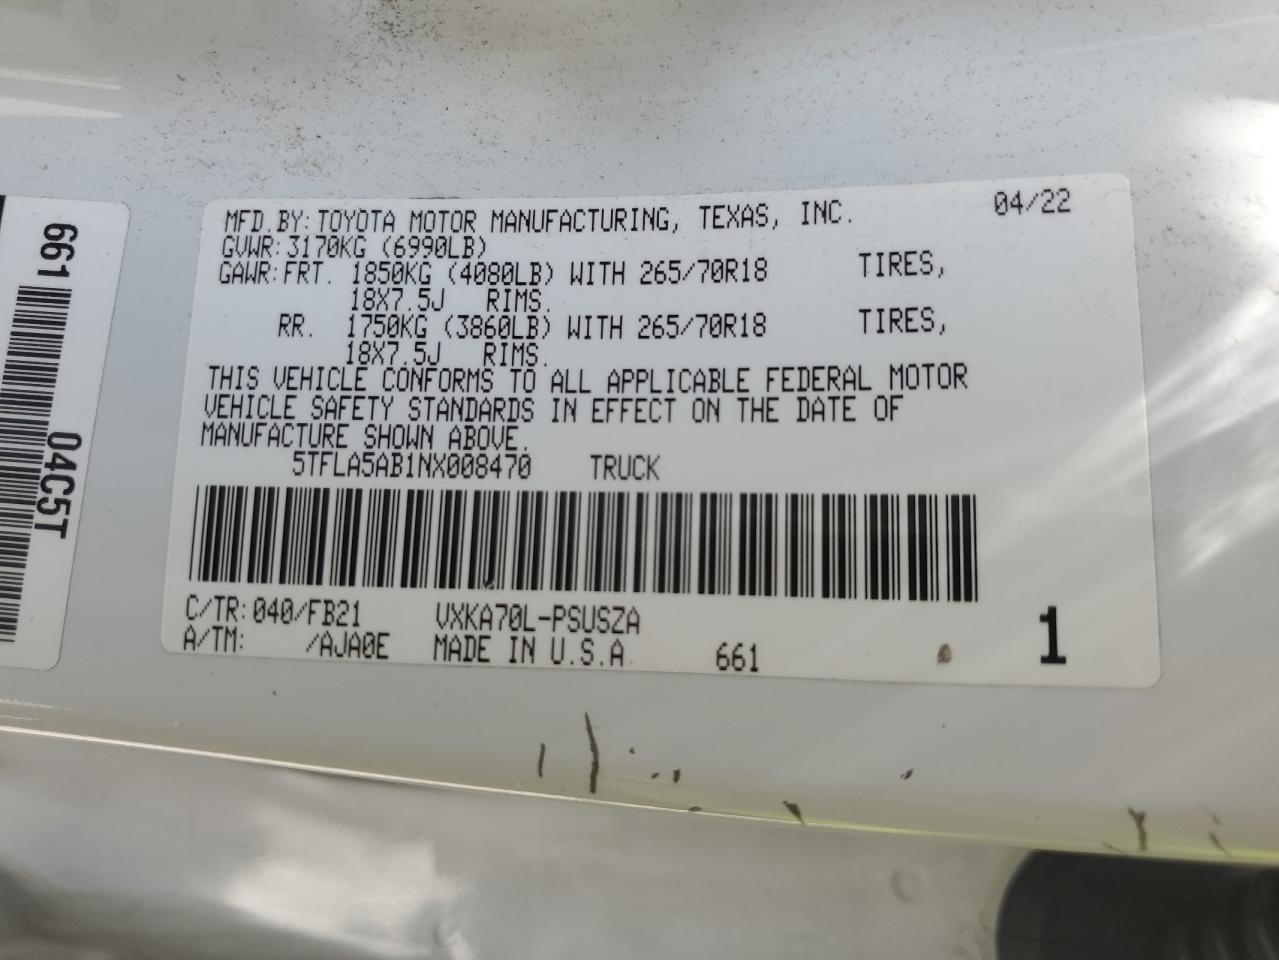 MFD. BY: TOYOTA MOTOR MANUFACTURING, TEXAS, INC. 04/22
GVWR: 3170KG (6990LB)
GAWR: FRT. 1850KG (4080LB) WITH 265/70R18 TIRES,
18X7.5J RIMS.
RR. 1750KG (3860LB) WITH 265/70R18 TIRES,
18X7.5J RIMS.
THIS VEHICLE CONFORMS TO ALL APPLICABLE FEDERAL MOTOR
VEHICLE SAFETY STANDARDS IN EFFECT ON THE DATE OF
MANUFACTURE SHOWN ABOVE.
5TFLA5AB1NX008470 TRUCK
C/TR: 040/FB21 VXKA70L-PSUSZA
A/TM: /AJA0E MADE IN U.S.A. 661 1
661
04C5T